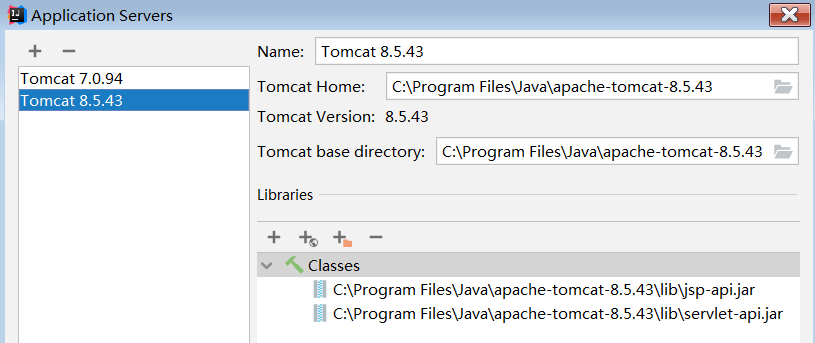 Application Servers
Tomcat 7.0.94
Tomcat 8.5.43
Name: Tomcat 8.5.43
Tomcat Home: C:\Program Files\Java\apache-tomcat-8.5.43
Tomcat Version: 8.5.43
Tomcat base directory: C:\Program Files\Java\apache-tomcat-8.5.43
Libraries
Classes
C:\Program Files\Java\apache-tomcat-8.5.43\lib\jsp-api.jar
C:\Program Files\Java\apache-tomcat-8.5.43\lib\servlet-api.jar